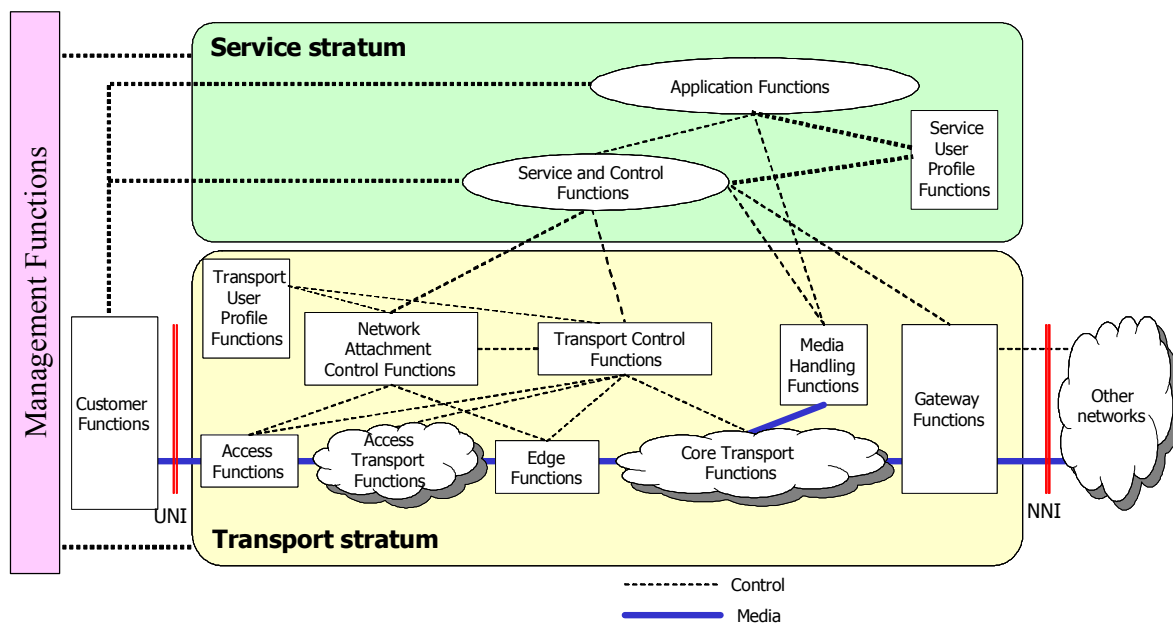 Management Functions
Service stratum
Application Functions
Service
User
Profile
Functions
Service and Control
Functions
Transport
User
Profile
Functions
Network
Attachment
Control Functions
Transport Control
Functions
Media
Handling
Functions
Gateway
Functions
Other
networks
Customer
Functions
Access
Functions
Access
Transport
Functions
Edge
Functions
Core Transport
Functions
UNI
NNI
Transport stratum
Control
Media